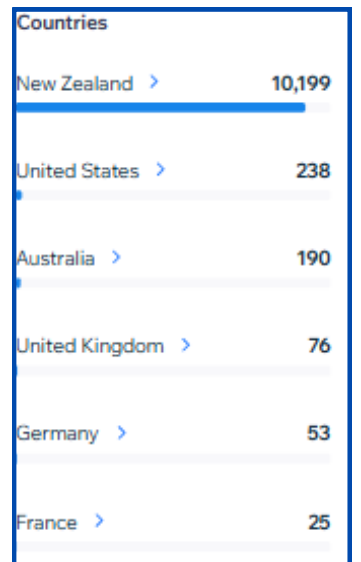 Countries
New Zealand > 10,199
United States > 238
Australia > 190
United Kingdom > 76
Germany > 53
France > 25